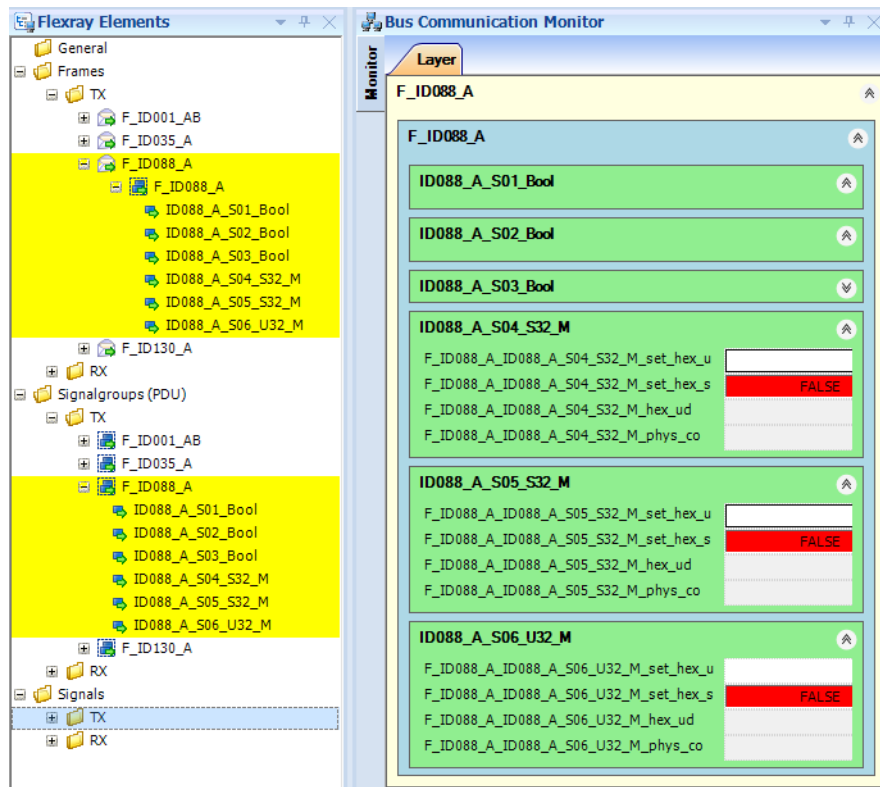 Flexray Elements
General
Frames
TX
F_ID001_AB
F_ID035_A
F_ID088_A
F_ID088_A
ID088_A_S01_Bool
ID088_A_S02_Bool
ID088_A_S03_Bool
ID088_A_S04_S32_M
ID088_A_S05_S32_M
ID088_A_S06_U32_M
F_ID130_A
RX
Signalgroups (PDU)
TX
F_ID001_AB
F_ID035_A
F_ID088_A
ID088_A_S01_Bool
ID088_A_S02_Bool
ID088_A_S03_Bool
ID088_A_S04_S32_M
ID088_A_S05_S32_M
ID088_A_S06_U32_M
F_ID130_A
RX
Signals
TX
RX
Bus Communication Monitor
Monitor
Layer
F_ID088_A
F_ID088_A
ID088_A_S01_Bool
ID088_A_S02_Bool
ID088_A_S03_Bool
ID088_A_S04_S32_M
F_ID088_A_ID088_A_S04_S32_M_set_hex_u
F_ID088_A_ID088_A_S04_S32_M_set_hex_s FALSE
F_ID088_A_ID088_A_S04_S32_M_hex_ud
F_ID088_A_ID088_A_S04_S32_M_phys_co
ID088_A_S05_S32_M
F_ID088_A_ID088_A_S05_S32_M_set_hex_u
F_ID088_A_ID088_A_S05_S32_M_set_hex_s FALSE
F_ID088_A_ID088_A_S05_S32_M_hex_ud
F_ID088_A_ID088_A_S05_S32_M_phys_co
ID088_A_S06_U32_M
F_ID088_A_ID088_A_S06_U32_M_set_hex_u
F_ID088_A_ID088_A_S06_U32_M_set_hex_s FALSE
F_ID088_A_ID088_A_S06_U32_M_hex_ud
F_ID088_A_ID088_A_S06_U32_M_phys_co